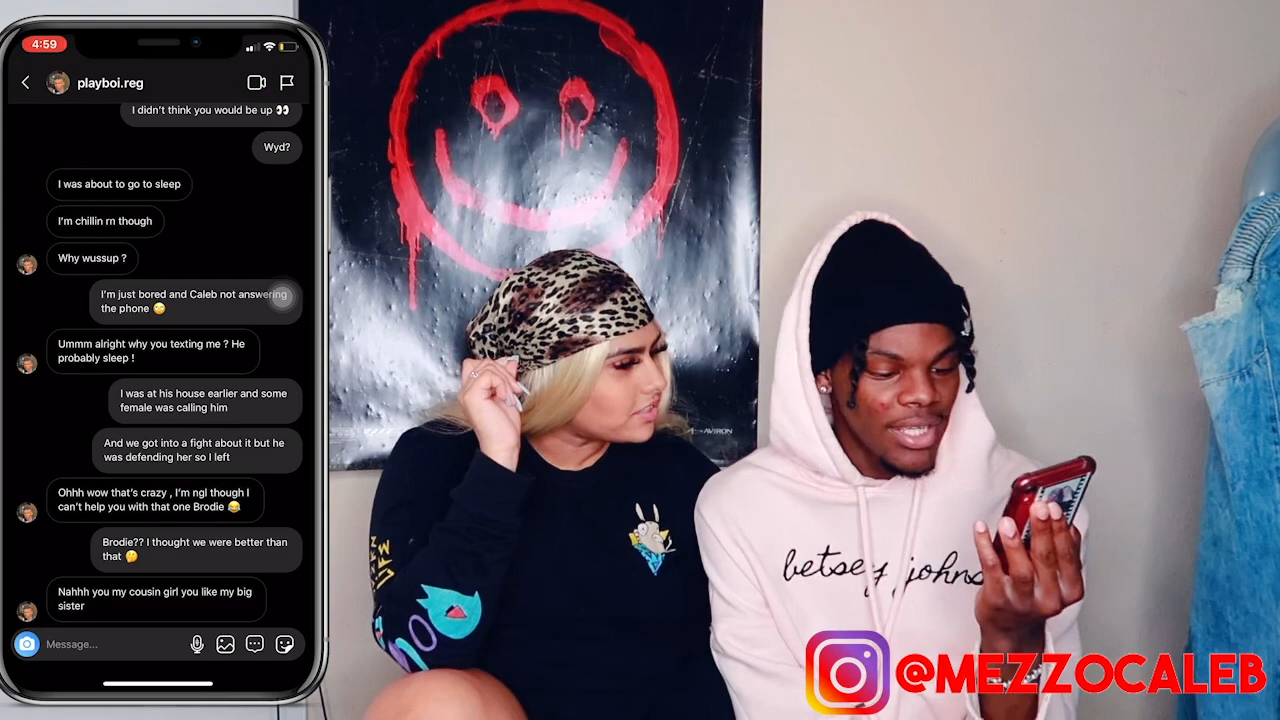 4:59
playboi.reg
I didn't think you would be up 👀
Wyd?
I was about to go to sleep
I'm chillin rn though
Why wussup ?
I'm just bored and Caleb not answering
the phone 🙄
Ummm alright why you texting me ? He
probably sleep !
I was at his house earlier and some
female was calling him
And we got into a fight about it but he
was defending her so I left
Ohhh wow that's crazy , I'm ngl though I
can't help you with that one Brodie 😂
Brodie?? I thought we were better than
that 🤔
Nahhh you my cousin girl you like my big
sister
Message...
AVIRON
betsey johns
@MEZZOCALEB